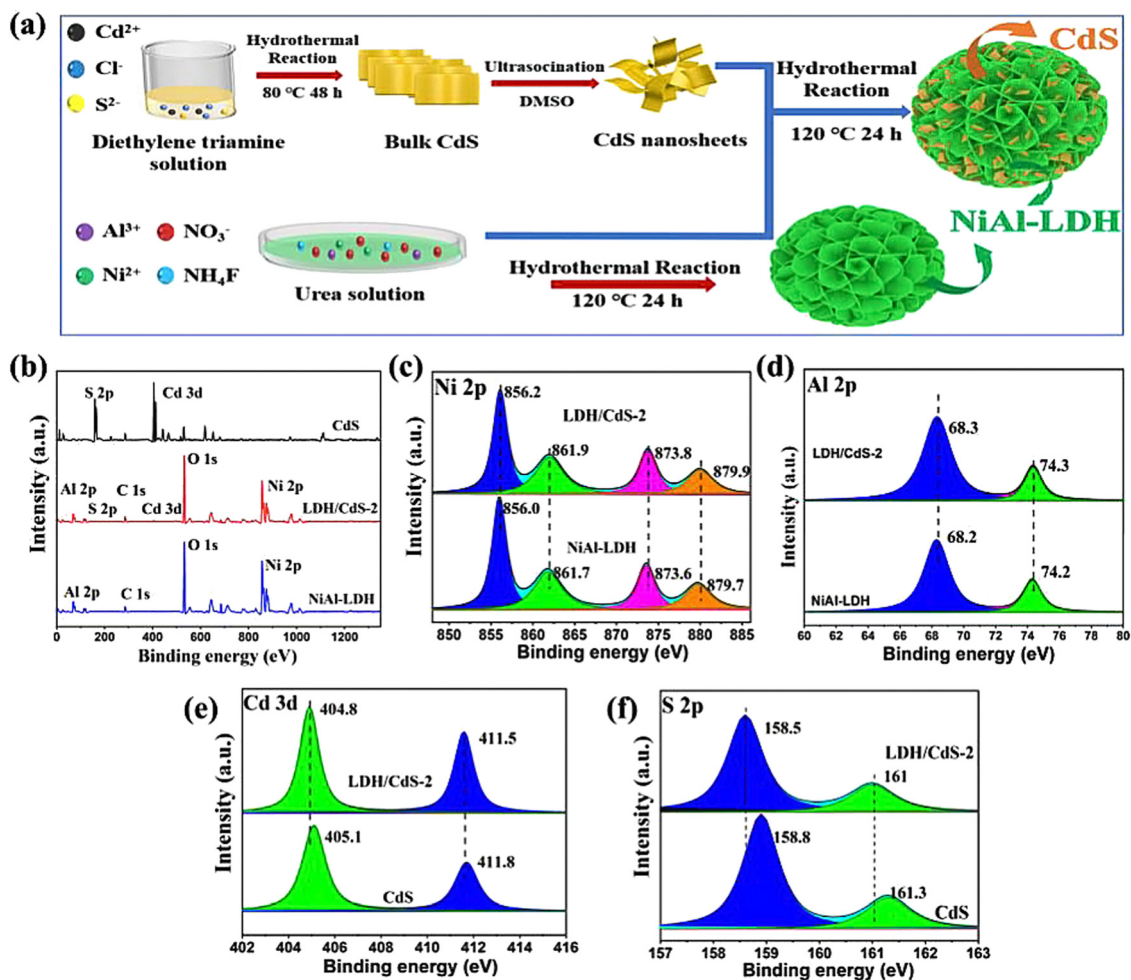 (a)
Cd²⁺
Cl⁻
S²⁻
Diethylene triamine
solution
Hydrothermal
Reaction
80 °C 48 h
Bulk CdS
Ultrasocination
DMSO
CdS nanosheets
Hydrothermal
Reaction
120 °C 24 h
CdS
NiAl-LDH
Al³⁺
NO₃⁻
Ni²⁺
NH₄F
Urea solution
Hydrothermal Reaction
120 °C 24 h
(b)
Intensity (a.u.)
S 2p
Cd 3d
CdS
O 1s
Al 2p
C 1s
Ni 2p
S 2p
Cd 3d
LDH/CdS-2
O 1s
Ni 2p
Al 2p
C 1s
NiAl-LDH
0 200 400 600 800 1000 1200
Binding energy (eV)
(c)
Ni 2p
Intensity (a.u.)
856.2
LDH/CdS-2
861.9
873.8
879.9
856.0
NiAl-LDH
861.7
873.6
879.7
850 855 860 865 870 875 880 885
Binding energy (eV)
(d)
Al 2p
Intensity (a.u.)
68.3
LDH/CdS-2
74.3
68.2
74.2
NiAl-LDH
60 62 64 66 68 70 72 74 76 78 80
Binding energy (eV)
(e)
Cd 3d
Intensity (a.u.)
404.8
411.5
LDH/CdS-2
405.1
411.8
CdS
402 404 406 408 410 412 414 416
Binding energy (eV)
(f)
S 2p
Intensity (a.u.)
158.5
LDH/CdS-2
161
158.8
161.3
CdS
157 158 159 160 161 162 163
Binding energy (eV)